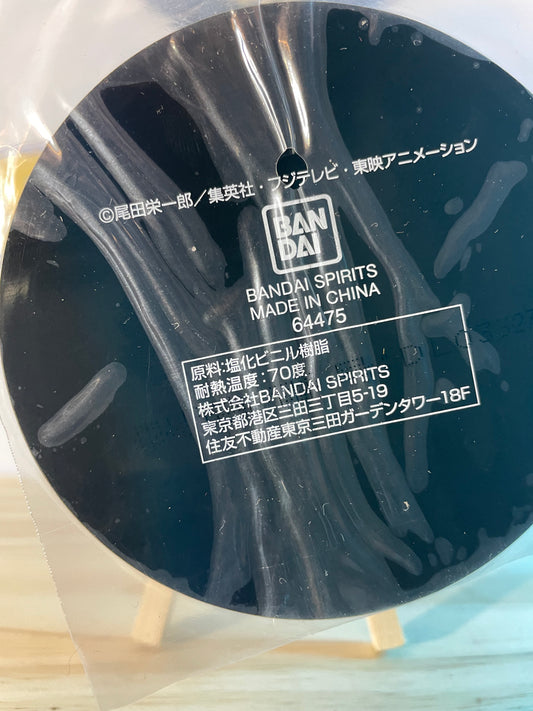 ©尾田栄一郎／集英社・フジテレビ・東映アニメーション
BAN
DAI
BANDAI SPIRITS
MADE IN CHINA
64475
原料:塩化ビニル樹脂
耐熱温度:70度
株式会社BANDAI SPIRITS
東京都港区三田三丁目5-19
住友不動産東京三田ガーデンタワー18F